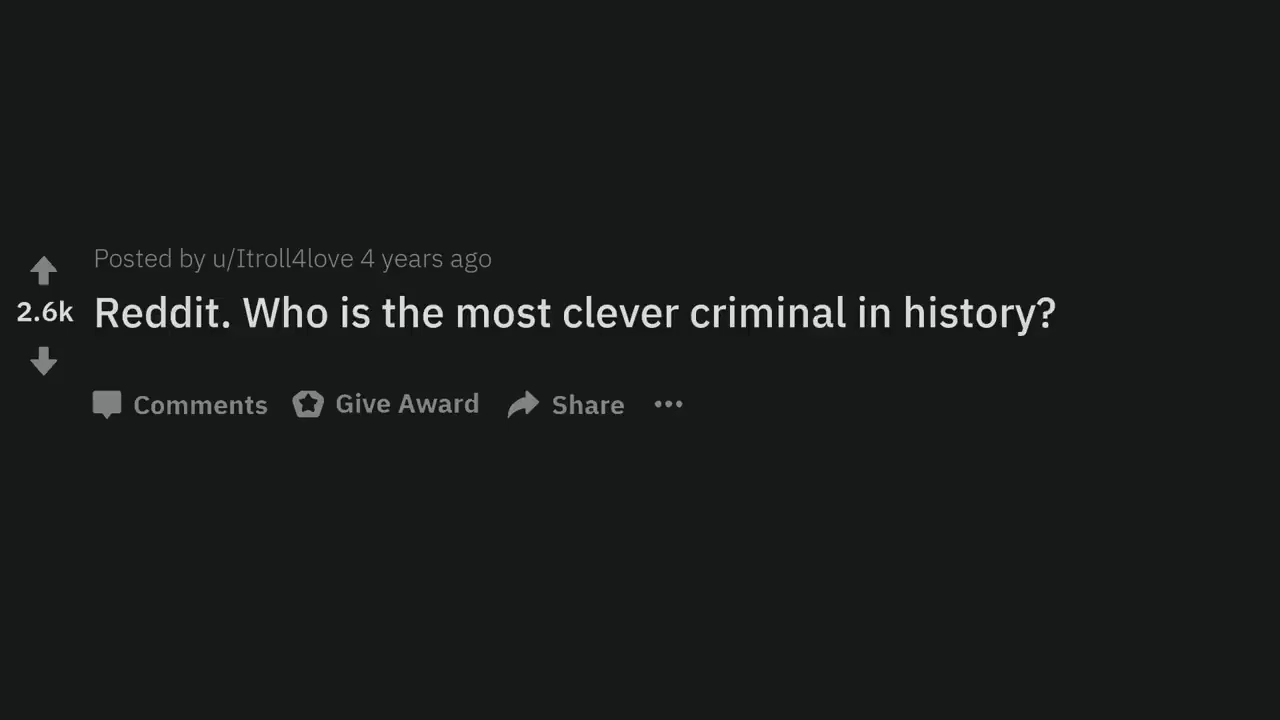 Posted by u/Itroll4love 4 years ago
2.6k
Reddit. Who is the most clever criminal in history?
Comments Give Award Share